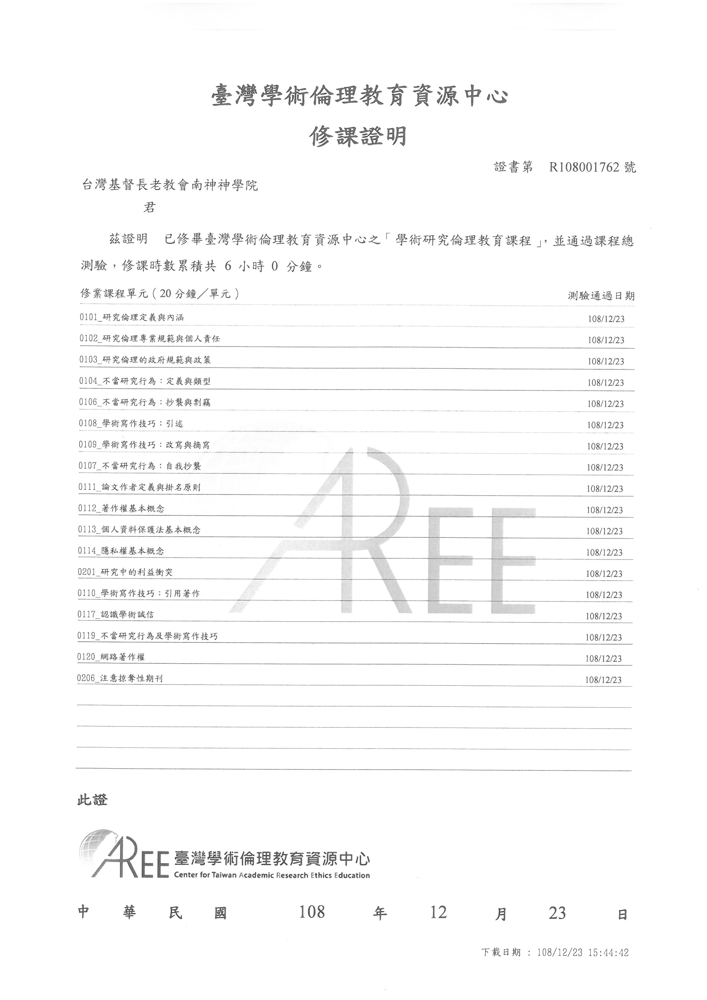 臺灣學術倫理教育資源中心
修課證明
證書第 R108001762 號
台灣基督長老教會南神神學院
君
茲證明 已修畢臺灣學術倫理教育資源中心之「學術研究倫理教育課程」，並通過課程總
測驗，修課時數累積共 6 小時 0 分鐘。
修業課程單元(20分鐘／單元) 測驗通過日期
0101_研究倫理定義與內涵 108/12/23
0102_研究倫理專業規範與個人責任 108/12/23
0103_研究倫理的政府規範與政策 108/12/23
0104_不當研究行為：定義與類型 108/12/23
0106_不當研究行為：抄襲與剽竊 108/12/23
0108_學術寫作技巧：引述 108/12/23
0109_學術寫作技巧：改寫與摘寫 108/12/23
0107_不當研究行為：自我抄襲 108/12/23
0111_論文作者定義與掛名原則 108/12/23
0112_著作權基本概念 108/12/23
0113_個人資料保護法基本概念 108/12/23
0114_隱私權基本概念 108/12/23
0201_研究中的利益衝突 108/12/23
0110_學術寫作技巧：引用著作 108/12/23
0117_認識學術誠信 108/12/23
0119_不當研究行為及學術寫作技巧 108/12/23
0120_網路著作權 108/12/23
0206_注意掠奪性期刊 108/12/23
AREE
此證
AREE 臺灣學術倫理教育資源中心
Center for Taiwan Academic Research Ethics Education
中華民國 108 年 12 月 23 日
下載日期 : 108/12/23 15:44:42